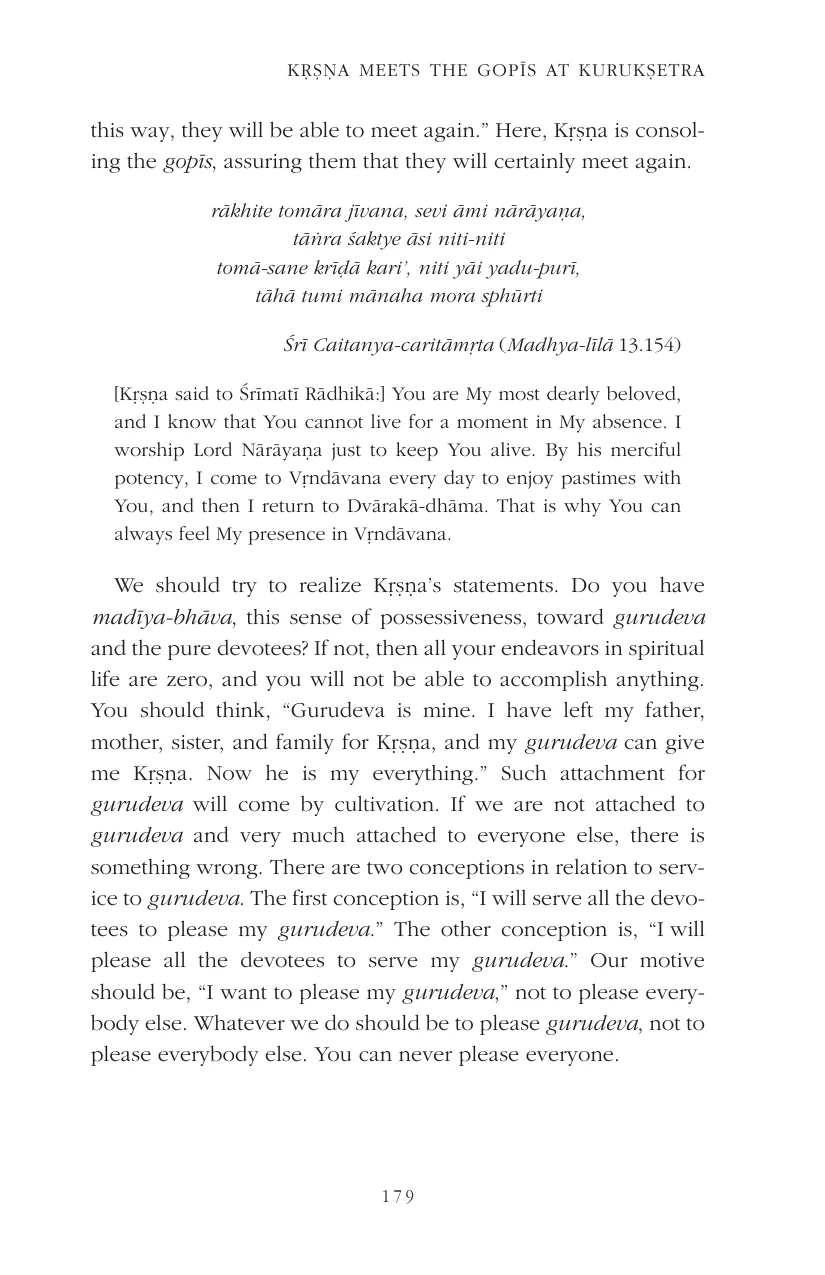 KṚṢṆA MEETS THE GOPĪS AT KURUKṢETRA
this way, they will be able to meet again.” Here, Kṛṣṇa is consol-
ing the gopīs, assuring them that they will certainly meet again.
rākhite tomāra jīvana, sevi āmi nārāyaṇa,
tāṅra śaktye āsi niti-niti
tomā-sane krīḍā kari’, niti yāi yadu-purī,
tāhā tumi mānaha mora sphūrti
Śrī Caitanya-caritāmṛta (Madhya-līlā 13.154)
[Kṛṣṇa said to Śrīmatī Rādhikā:] You are My most dearly beloved,
and I know that You cannot live for a moment in My absence. I
worship Lord Nārāyaṇa just to keep You alive. By his merciful
potency, I come to Vṛndāvana every day to enjoy pastimes with
You, and then I return to Dvārakā-dhāma. That is why You can
always feel My presence in Vṛndāvana.
We should try to realize Kṛṣṇa’s statements. Do you have
madīya-bhāva, this sense of possessiveness, toward gurudeva
and the pure devotees? If not, then all your endeavors in spiritual
life are zero, and you will not be able to accomplish anything.
You should think, “Gurudeva is mine. I have left my father,
mother, sister, and family for Kṛṣṇa, and my gurudeva can give
me Kṛṣṇa. Now he is my everything.” Such attachment for
gurudeva will come by cultivation. If we are not attached to
gurudeva and very much attached to everyone else, there is
something wrong. There are two conceptions in relation to serv-
ice to gurudeva. The first conception is, “I will serve all the devo-
tees to please my gurudeva.” The other conception is, “I will
please all the devotees to serve my gurudeva.” Our motive
should be, “I want to please my gurudeva,” not to please every-
body else. Whatever we do should be to please gurudeva, not to
please everybody else. You can never please everyone.
179